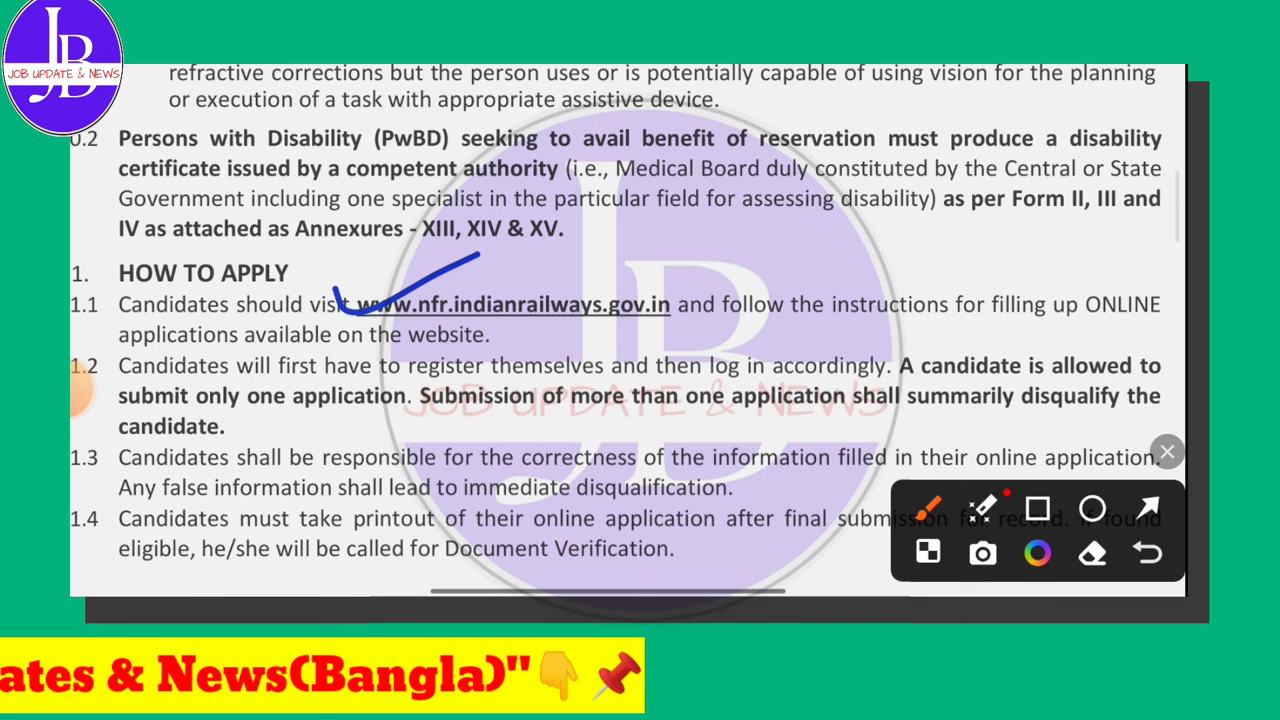 JB
JOB UPDATE & NEWS
refractive corrections but the person uses or is potentially capable of using vision for the planning
or execution of a task with appropriate assistive device.
0.2 Persons with Disability (PwBD) seeking to avail benefit of reservation must produce a disability
certificate issued by a competent authority (i.e., Medical Board duly constituted by the Central or State
Government including one specialist in the particular field for assessing disability) as per Form II, III and
IV as attached as Annexures - XIII, XIV & XV.
1. HOW TO APPLY
1.1 Candidates should visit www.nfr.indianrailways.gov.in and follow the instructions for filling up ONLINE
applications available on the website.
1.2 Candidates will first have to register themselves and then log in accordingly. A candidate is allowed to
submit only one application. Submission of more than one application shall summarily disqualify the
candidate.
JB
JOB UPDATE & NEWS
1.3 Candidates shall be responsible for the correctness of the information filled in their online application.
Any false information shall lead to immediate disqualification.
1.4 Candidates must take printout of their online application after final submission for record. If found
eligible, he/she will be called for Document Verification.
ates & News(Bangla)"👇📌